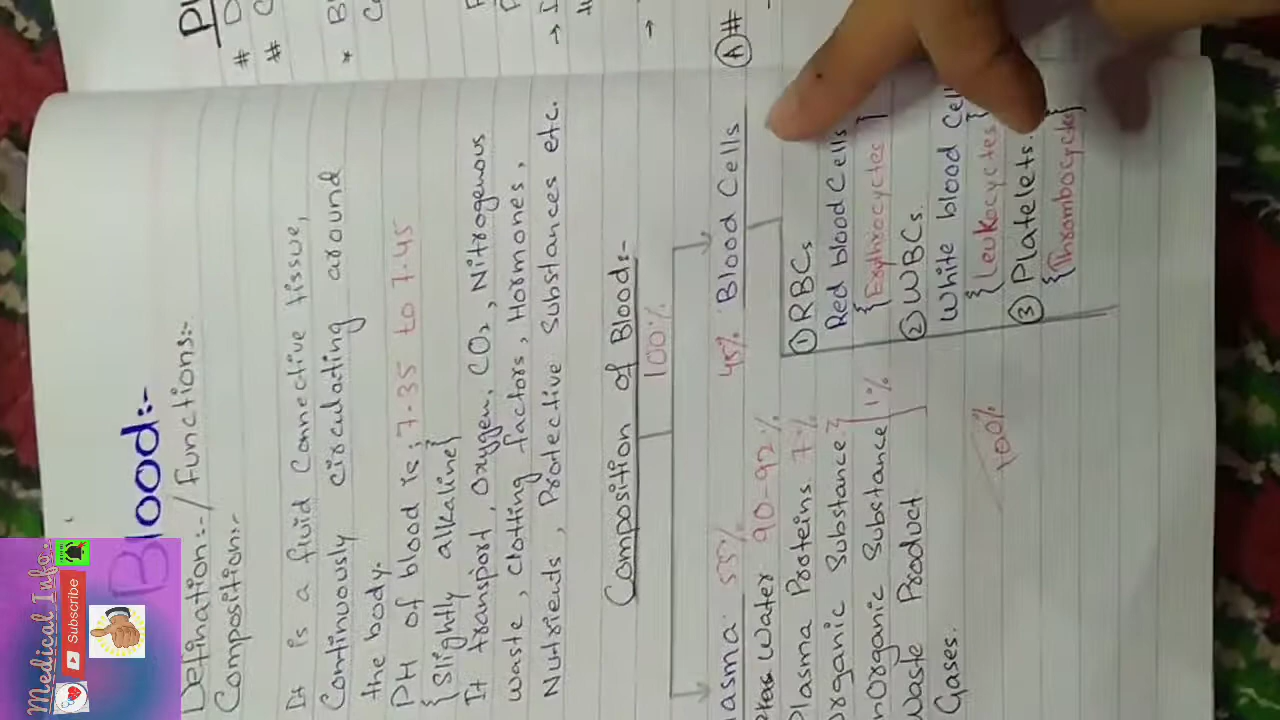 Blood:-
Defination:-/functions:-
Composition:-
It is a fluid Connective tissue,
Continuously circulating around
the body.
PH of blood is: 7.35 to 7.45
{Slightly alkaline}
It transport, Oxygen, CO2, Nitrogenous
waste, Clotting factors, Hormones,
Nutrients, Protective Substances etc.
Composition of Blood:-
100%
lasma: 55%
45% Blood Cells
Water 90-92%
Plasma Proteins 7%
Organic Substance }
norganic Substance } 1%
Waste Product
Gases.
100%
① RBCs
Red blood Cells
{Erythrocytes}
② WBCs.
White blood Cell
{Leukocytes
③ Platelets.
{Thrombocytes}
#
#
*
→
→
Ⓐ #
Medical Info:
Subscribe